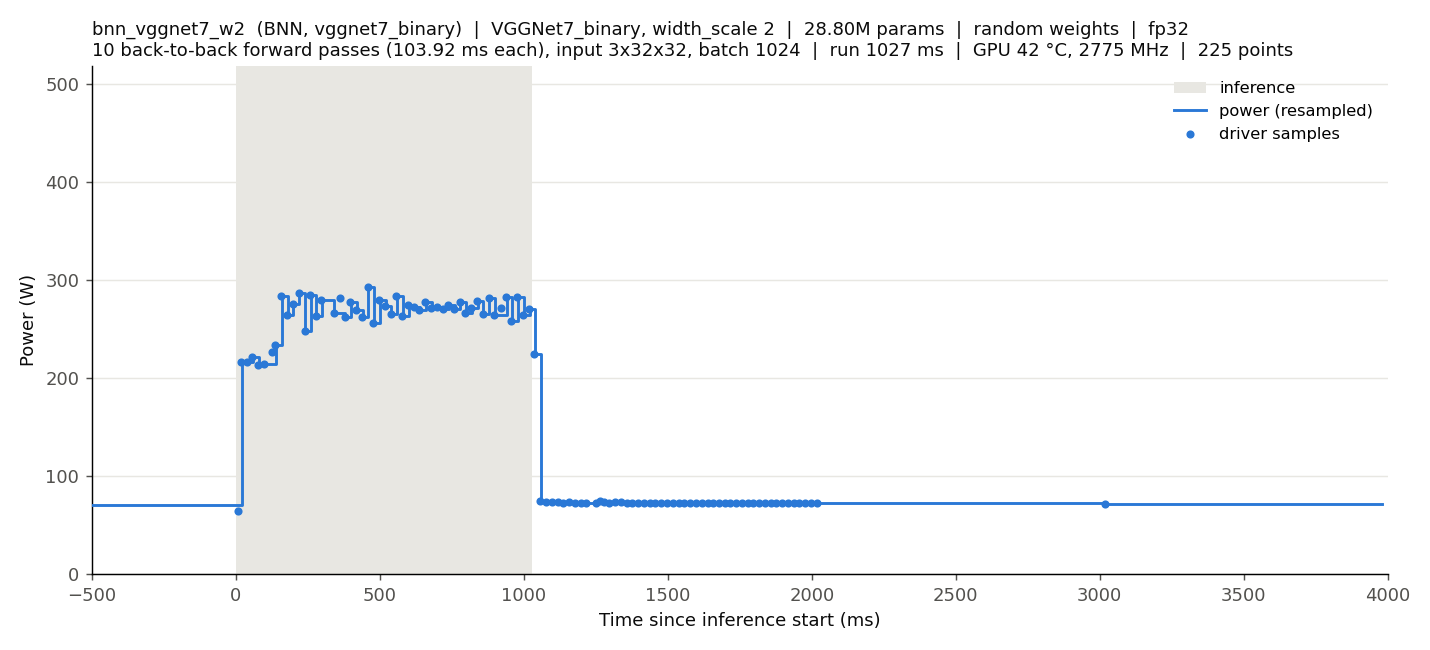 bnn_vggnet7_w2  (BNN, vggnet7_binary)  |  VGGNet7_binary, width_scale 2  |  28.80M params  |  random weights  |  fp32
10 back-to-back forward passes (103.92 ms each), input 3x32x32, batch 1024  |  run 1027 ms  |  GPU 42 °C, 2775 MHz  |  225 points
inference
power (resampled)
driver samples
Power (W)
500
400
300
200
100
0
−500
0
500
1000
1500
2000
2500
3000
3500
4000
Time since inference start (ms)